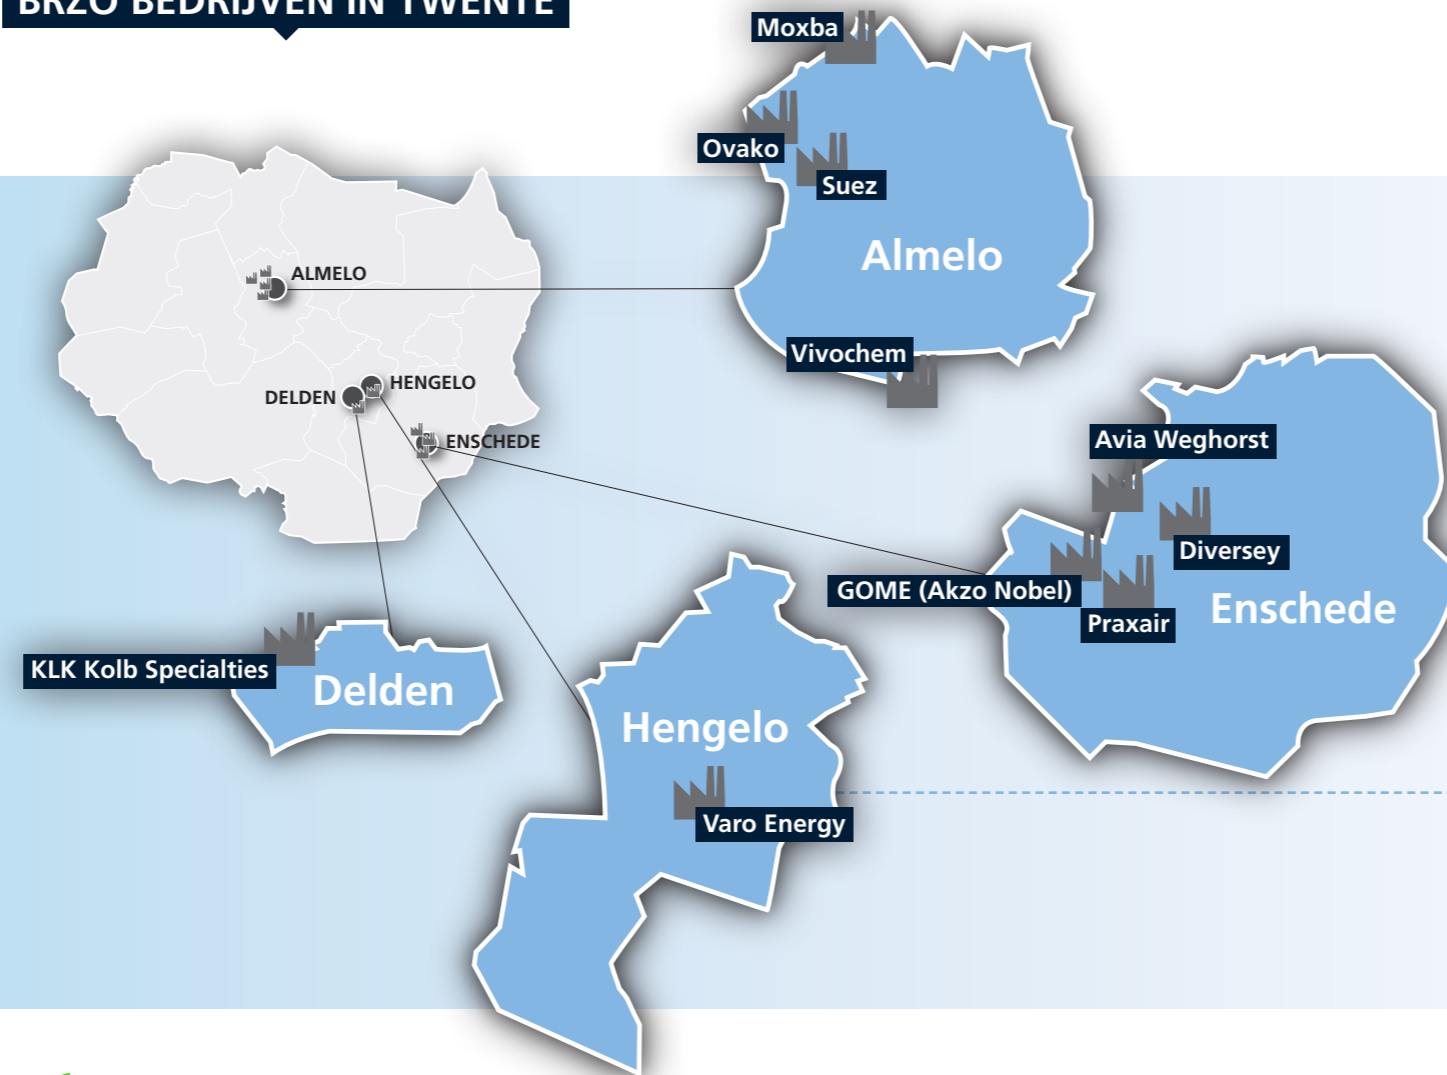 BRZO BEDRIJVEN IN TWENTE
Moxba
Ovako
Suez
Almelo
Vivochem
ALMELO
HENGELO
DELDEN
ENSCHEDE
Avia Weghorst
Diversey
GOME (Akzo Nobel)
Praxair
Enschede
KLK Kolb Specialties
Delden
Hengelo
Varo Energy